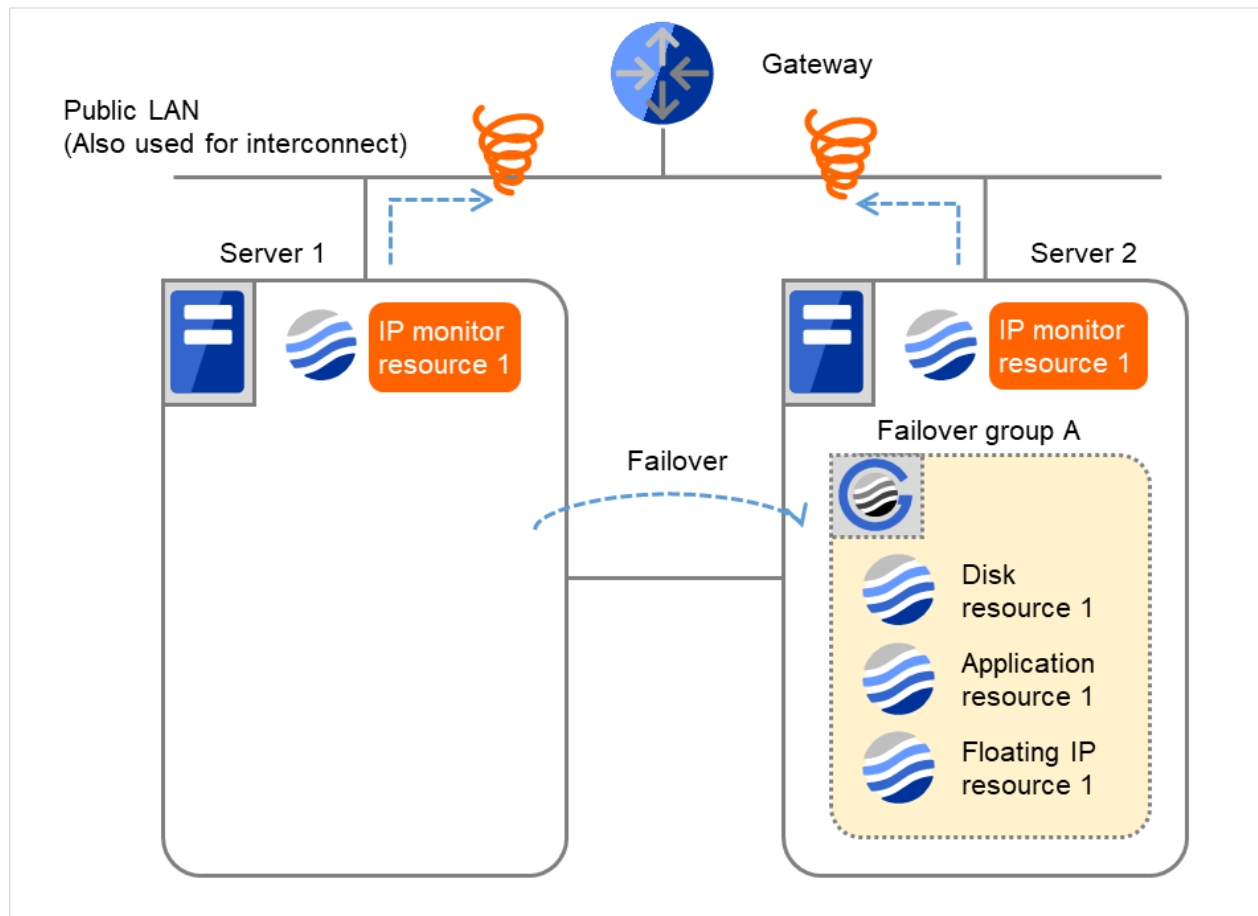 Gateway
Public LAN
(Also used for interconnect)
Server 1
Server 2
IP monitor
resource 1
IP monitor
resource 1
Failover group A
Failover
Disk
resource 1
Application
resource 1
Floating IP
resource 1